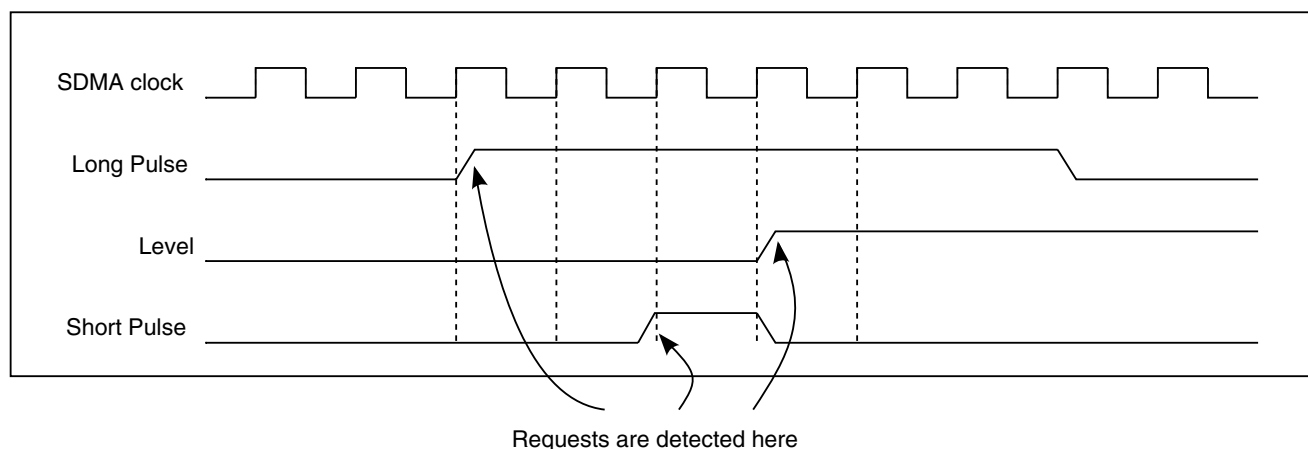 SDMA clock
Long Pulse
Level
Short Pulse
Requests are detected here